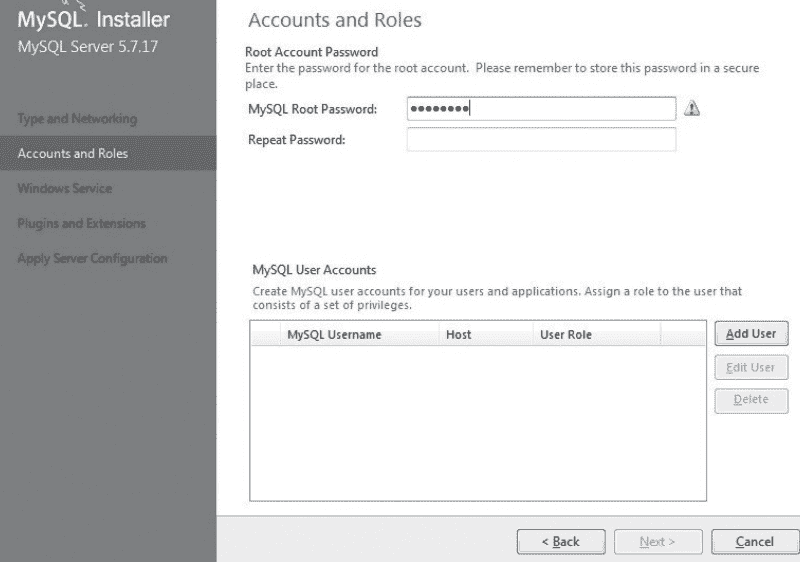 MySQL. Installer
MySQL Server 5.7.17
Type and Networking
Accounts and Roles
Windows Service
Plugins and Extensions
Apply Server Configuration
Accounts and Roles
Root Account Password
Enter the password for the root account. Please remember to store this password in a secure
place.
MySQL Root Password: ●●●●●●●●
Repeat Password:
MySQL User Accounts
Create MySQL user accounts for your users and applications. Assign a role to the user that
consists of a set of privileges.
MySQL Username Host User Role
Add User
Edit User
Delete
< Back Next > Cancel